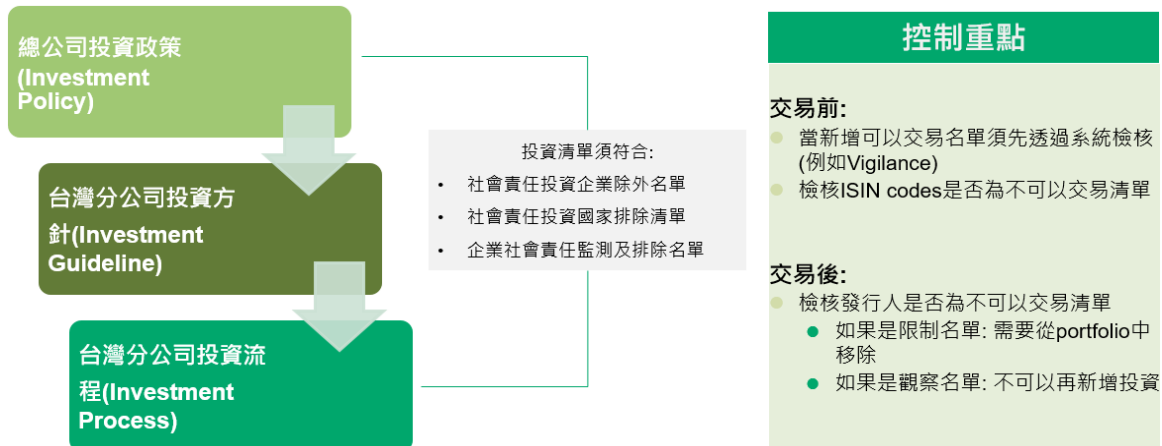 總公司投資政策
(Investment
Policy)
台灣分公司投資方
針(Investment
Guideline)
台灣分公司投資流
程(Investment
Process)
投資清單須符合:
• 社會責任投資企業除外名單
• 社會責任投資國家排除清單
• 企業社會責任監測及排除名單
控制重點
交易前:
當新增可以交易名單須先透過系統檢核
(例如Vigilance)
檢核ISIN codes是否為不可以交易清單
交易後:
檢核發行人是否為不可以交易清單
如果是限制名單: 需要從portfolio中
移除
如果是觀察名單: 不可以再新增投資